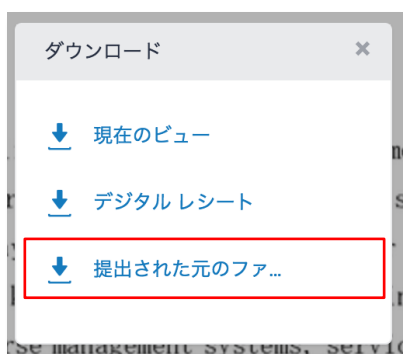 ダウンロード ×
現在のビュー
デジタル レシート
提出された元のファ...
rse management systems, servic